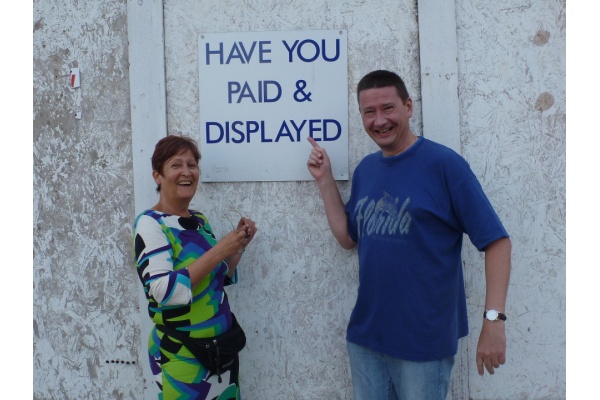 HAVE YOU
PAID &
DISPLAYED
Florida